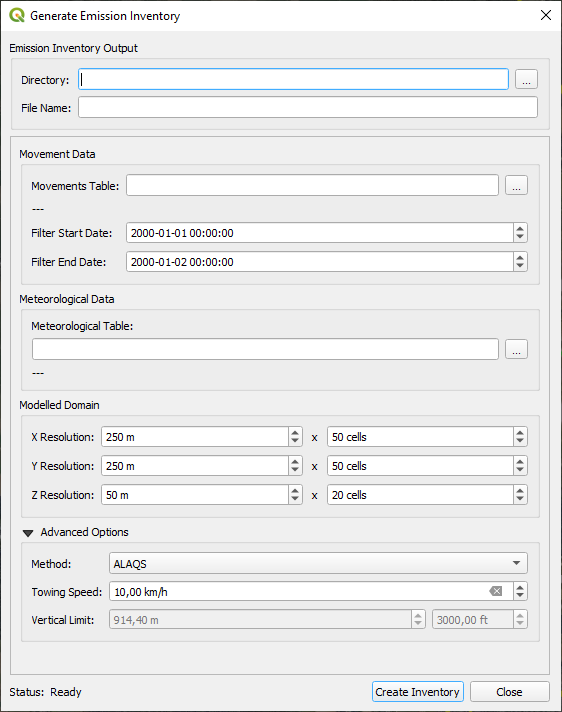 Generate Emission Inventory
Emission Inventory Output
Directory: ...
File Name:
Movement Data
Movements Table: ...
---
Filter Start Date: 2000-01-01 00:00:00
Filter End Date: 2000-01-02 00:00:00
Meteorological Data
Meteorological Table:
...
---
Modelled Domain
X Resolution: 250 m x 50 cells
Y Resolution: 250 m x 50 cells
Z Resolution: 50 m x 20 cells
Advanced Options
Method: ALAQS
Towing Speed: 10,00 km/h
Vertical Limit: 914,40 m 3000,00 ft
Status: Ready Create Inventory Close